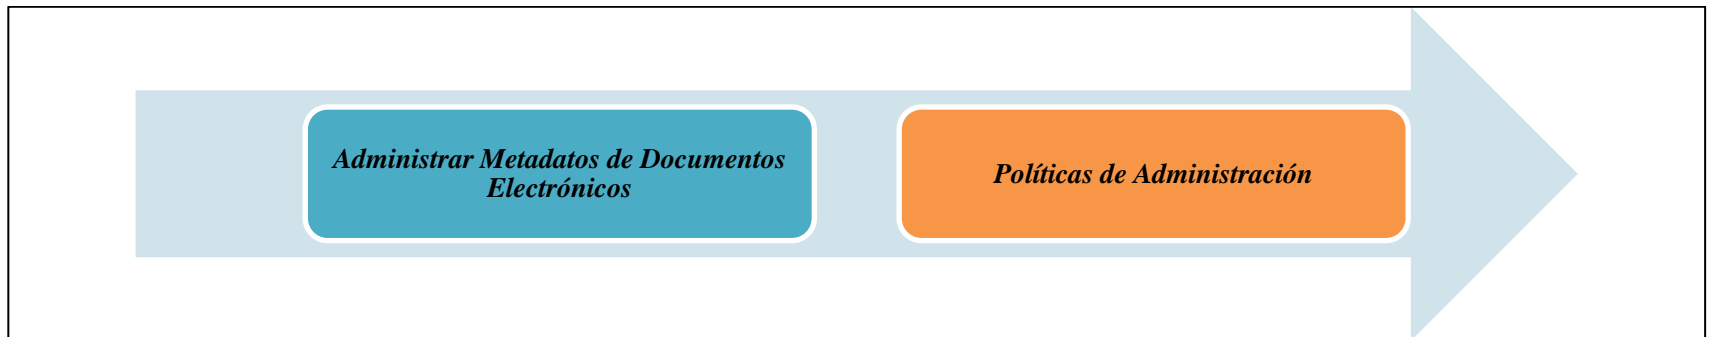 Administrar Metadatos de Documentos
Electrónicos
Políticas de Administración